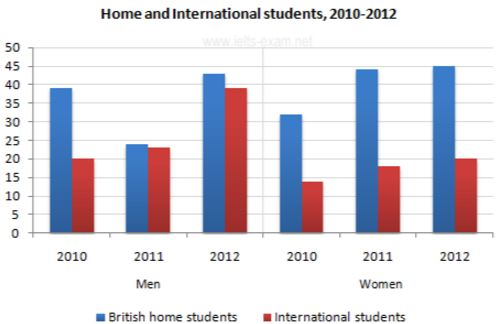 Home and International students, 2010-2012
www.ielts-exam.net
50
45
40
35
30
25
20
15
10
5
0
2010 2011 2012 2010 2011 2012
Men Women
British home students International students